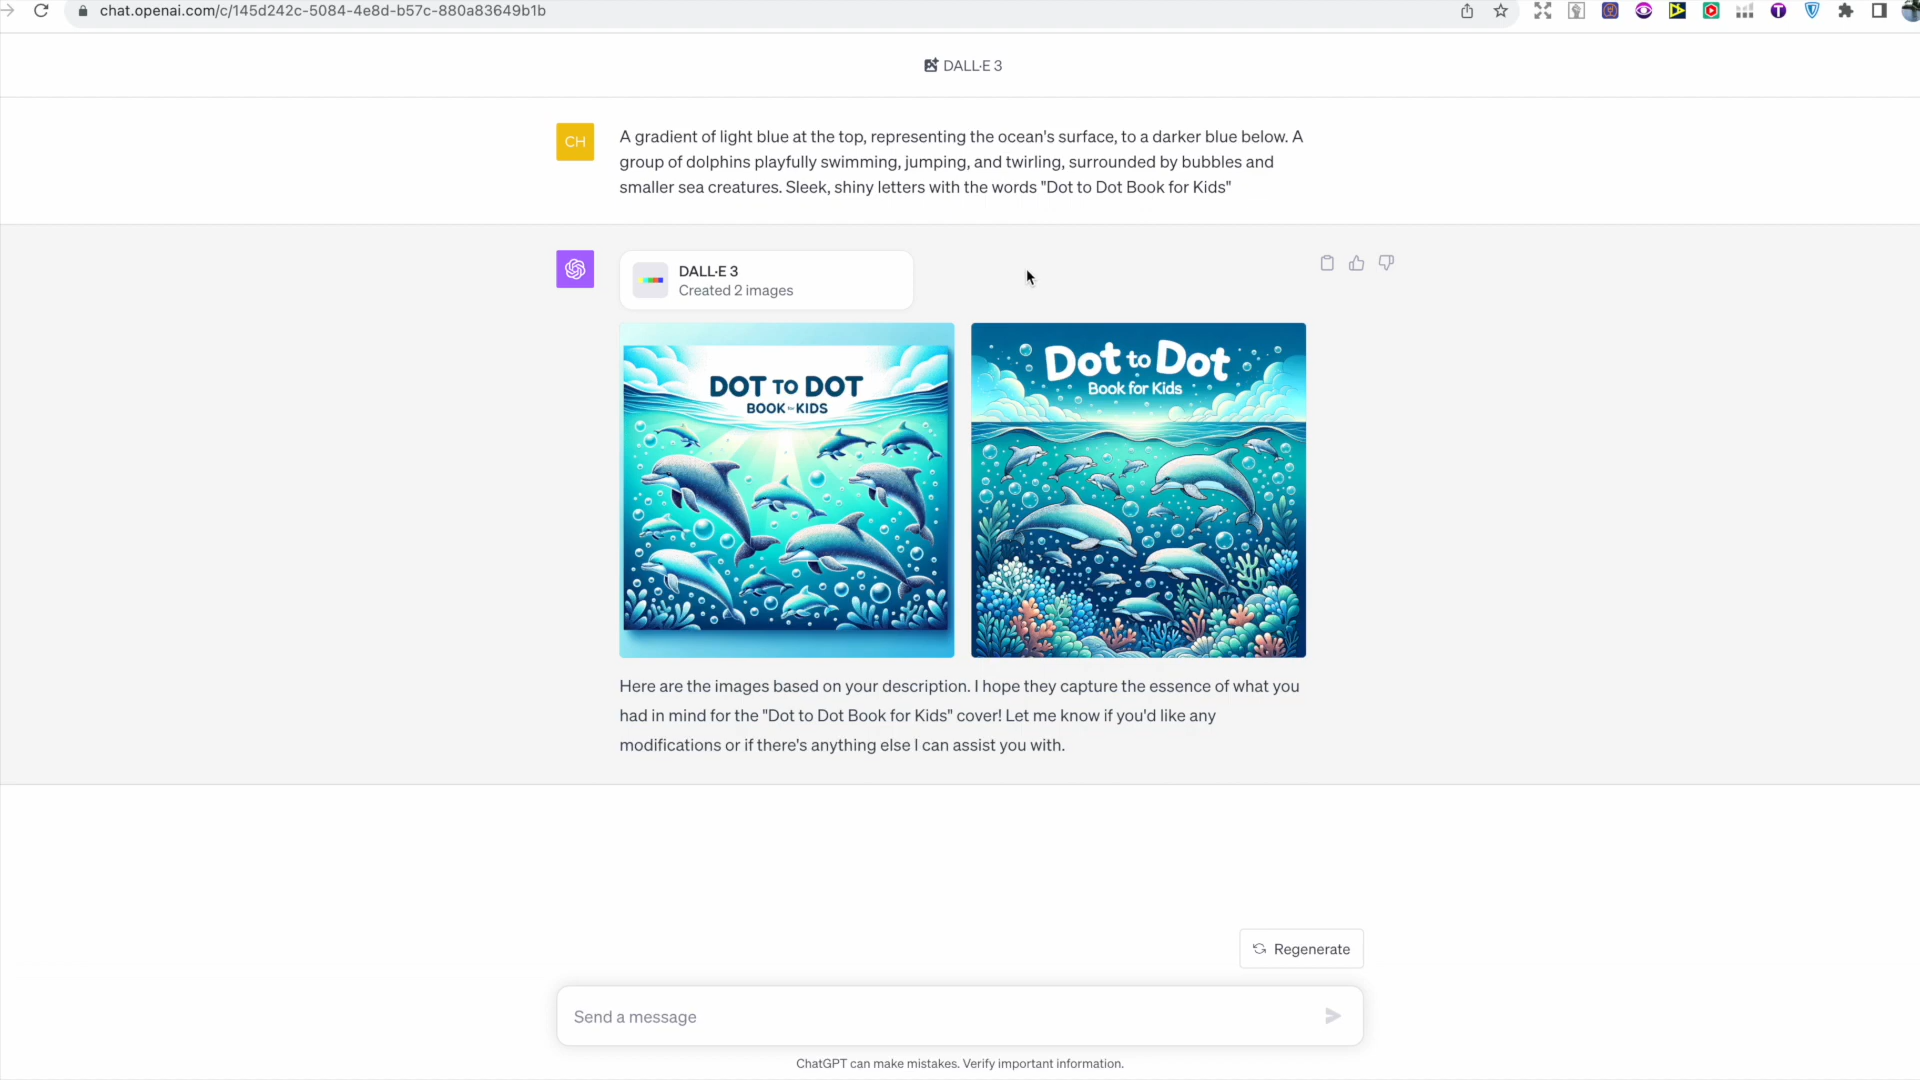 chat.openai.com/c/145d242c-5084-4e8d-b57c-880a83649b1b
DALL·E 3
CH
A gradient of light blue at the top, representing the ocean's surface, to a darker blue below. A
group of dolphins playfully swimming, jumping, and twirling, surrounded by bubbles and
smaller sea creatures. Sleek, shiny letters with the words "Dot to Dot Book for Kids"
DALL·E 3
Created 2 images
DOT TO DOT
BOOK for KIDS
Dot to Dot
Book for Kids
Here are the images based on your description. I hope they capture the essence of what you
had in mind for the "Dot to Dot Book for Kids" cover! Let me know if you'd like any
modifications or if there's anything else I can assist you with.
Regenerate
Send a message
ChatGPT can make mistakes. Verify important information.